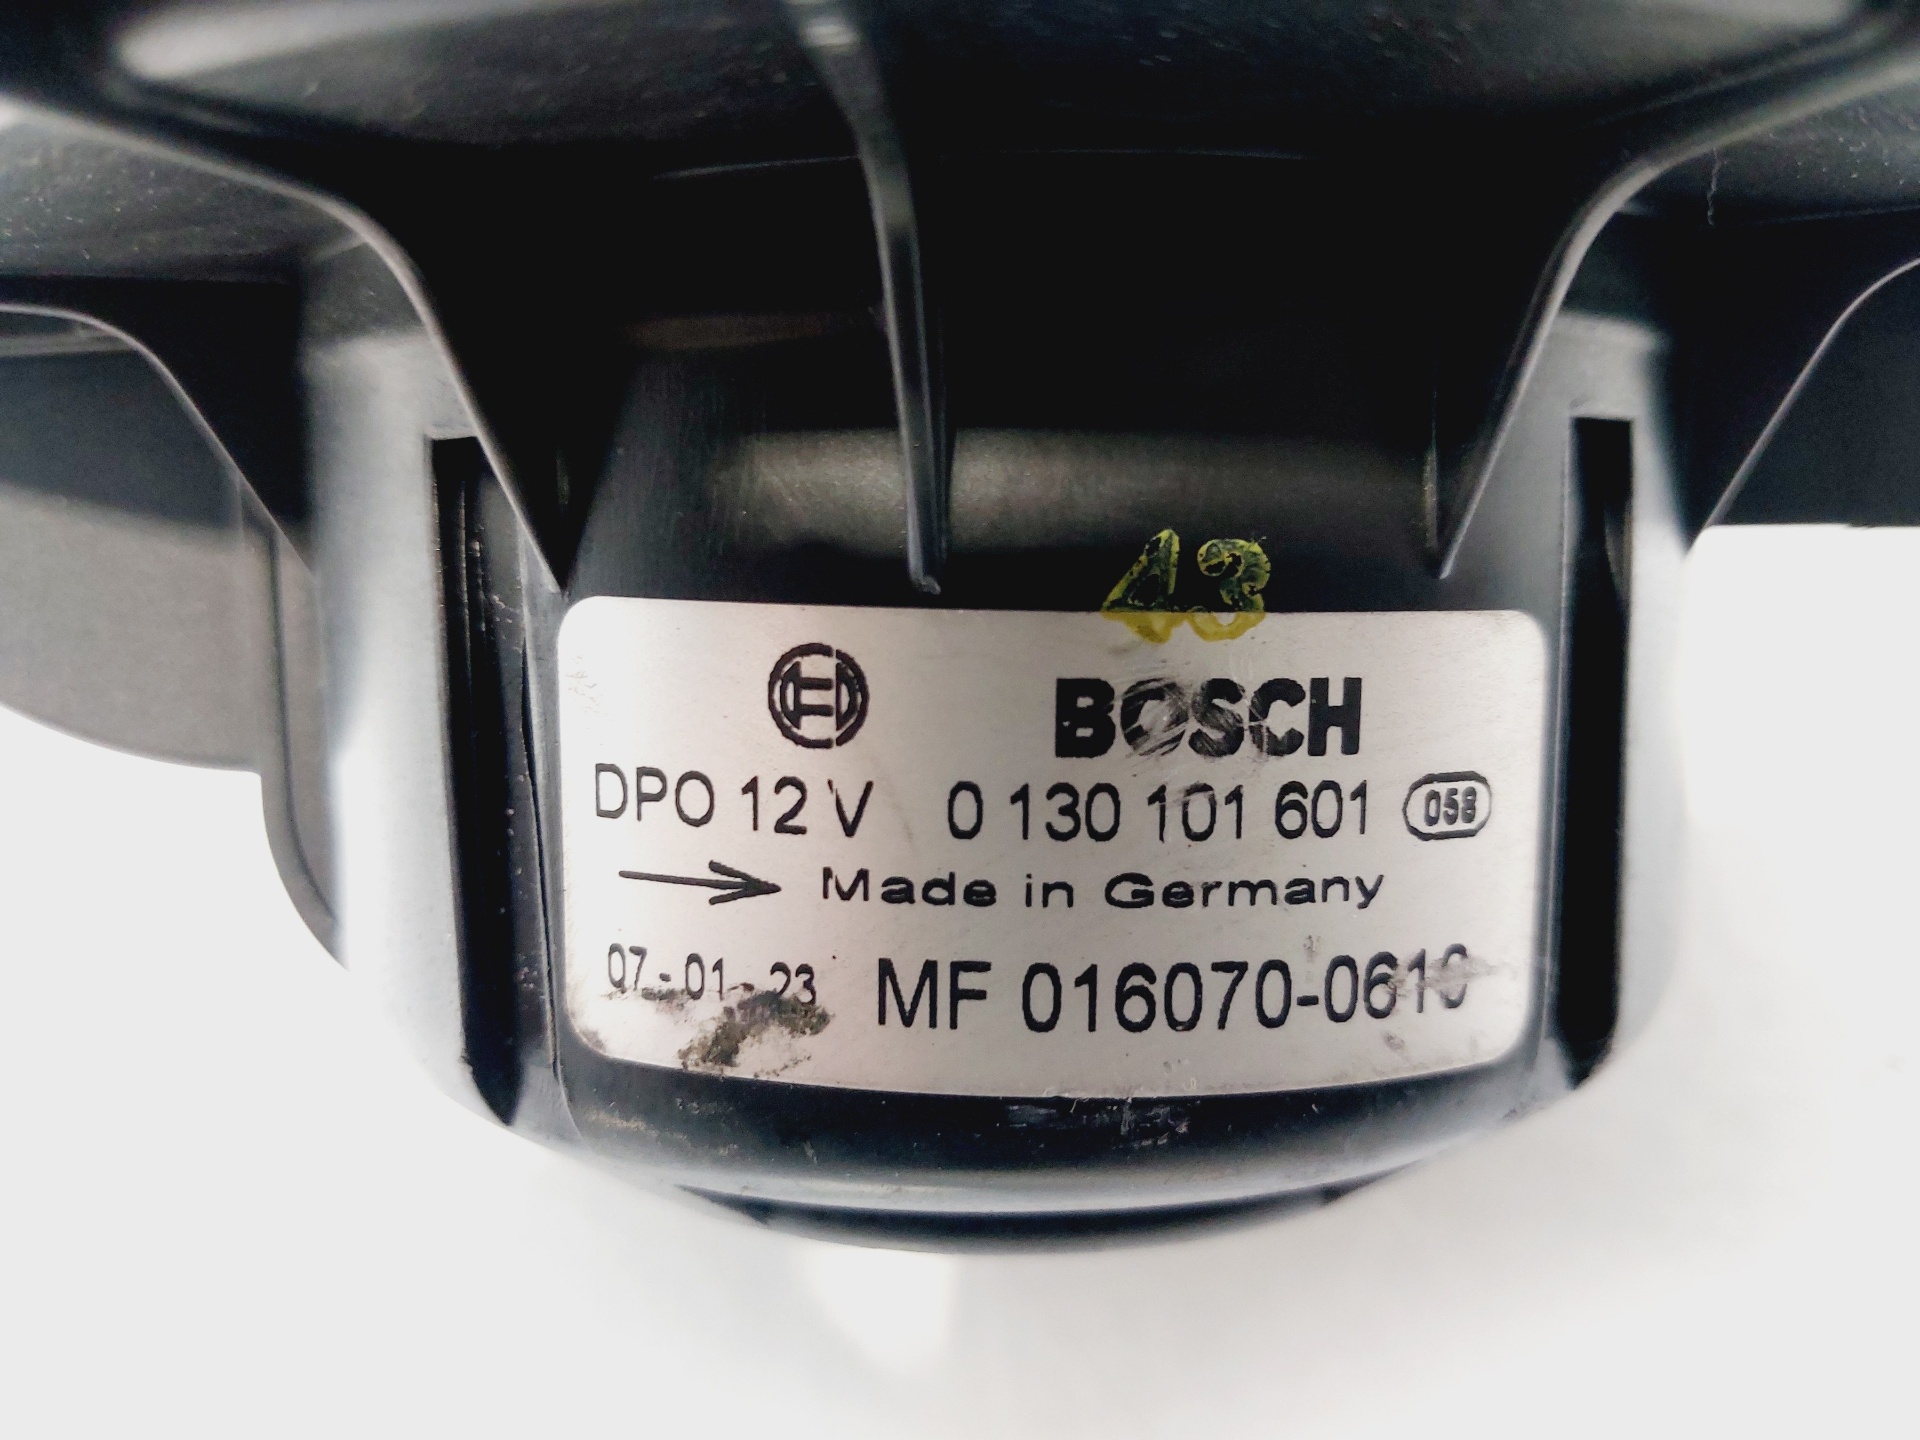 43
BOSCH
DPO 12 V 0 130 101 601 058
Made in Germany
07-01-23 MF 016070-0610